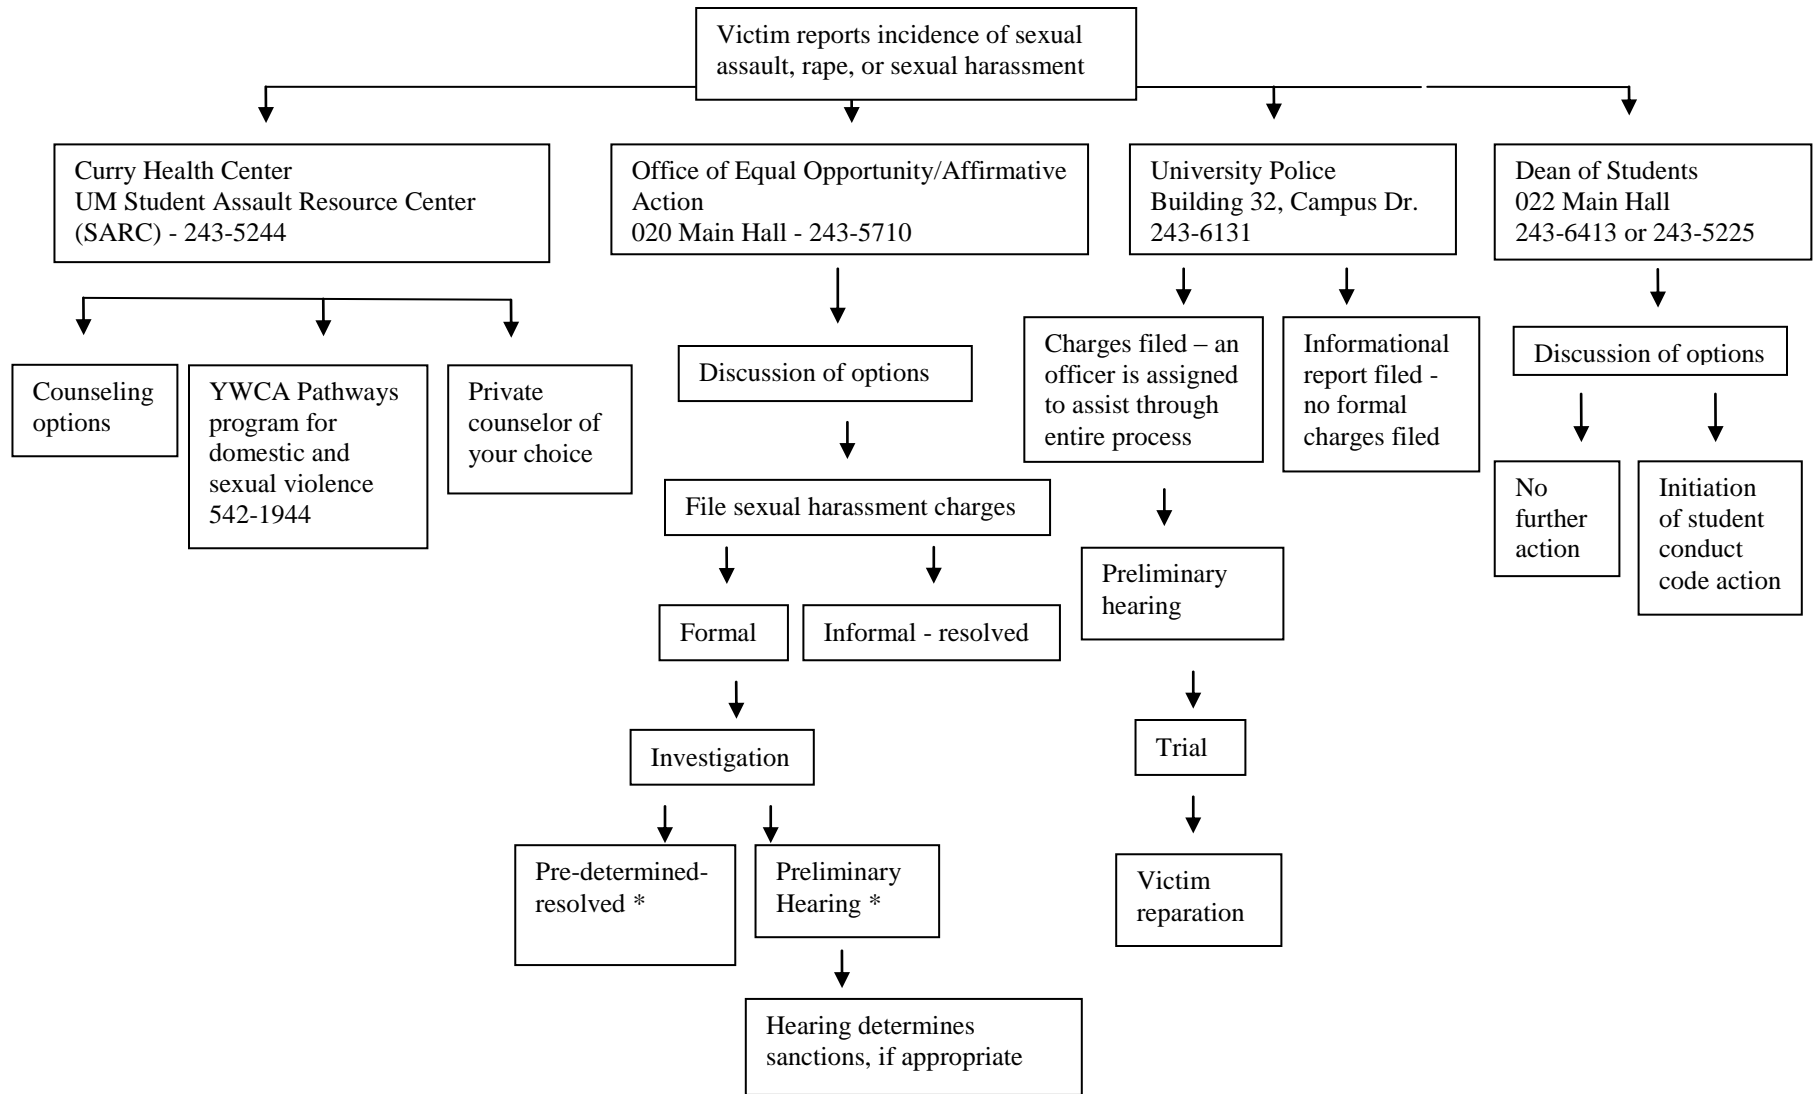 Victim reports incidence of sexual
assault, rape, or sexual harassment
Curry Health Center
UM Student Assault Resource Center
(SARC) - 243-5244
Office of Equal Opportunity/Affirmative
Action
020 Main Hall - 243-5710
University Police
Building 32, Campus Dr.
243-6131
Dean of Students
022 Main Hall
243-6413 or 243-5225
Counseling
options
YWCA Pathways
program for
domestic and
sexual violence
542-1944
Private
counselor of
your choice
Discussion of options
Charges filed – an
officer is assigned
to assist through
entire process
Informational
report filed -
no formal
charges filed
Discussion of options
File sexual harassment charges
No
further
action
Initiation
of student
conduct
code action
Formal
Informal - resolved
Preliminary
hearing
Investigation
Trial
Pre-determined-
resolved *
Preliminary
Hearing *
Victim
reparation
Hearing determines
sanctions, if appropriate